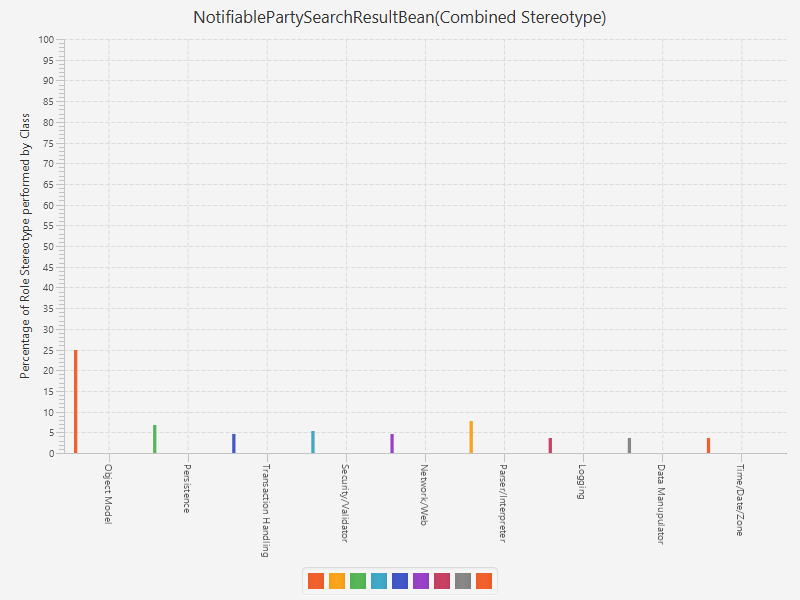 NotifiablePartySearchResultBean(Combined Stereotype)
Percentage of Role Stereotype performed by Class
100
95
90
85
80
75
70
65
60
55
50
45
40
35
30
25
20
15
10
5
0
Object Model
Persistence
Transaction Handling
Security/Validator
Network/Web
Parser/Interpreter
Logging
Data Manupulator
Time/Date/Zone